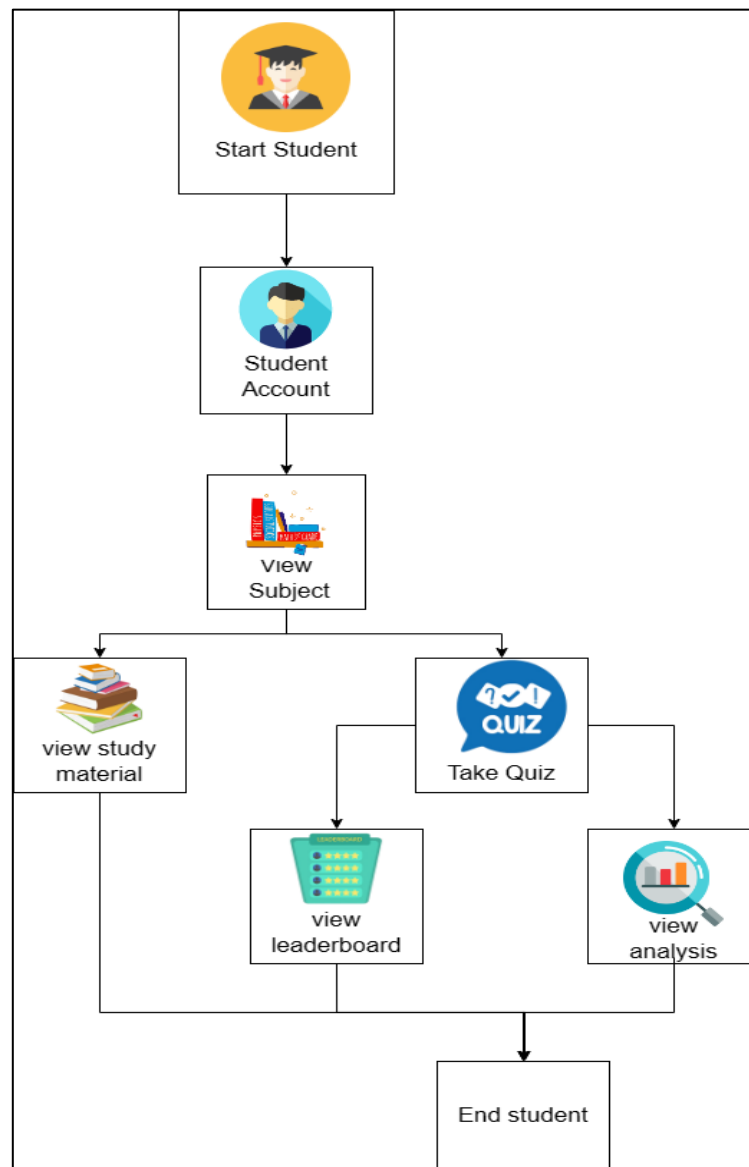 Start Student
Student
Account
View
Subject
view study
material
? ✓ !
QUIZ
Take Quiz
LEADERBOARD
view
leaderboard
view
analysis
End student